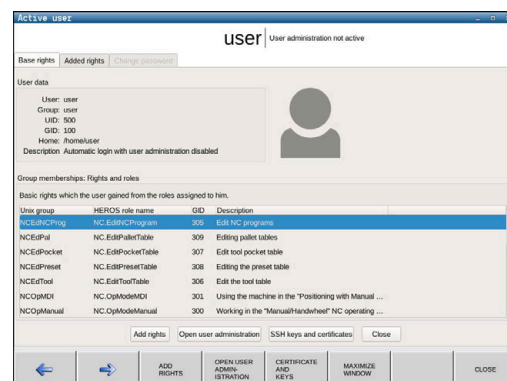 Active user
user User administration not active
Base rights Added rights Change password
User data
User: user
Group: user
UID: 500
GID: 100
Home: /home/user
Description Automatic login with user administration disabled
Group memberships: Rights and roles
Basic rights which the user gained from the roles assigned to him.
Unix group HEROS role name GID Description
NCEdNCProg NC.EditNCProgram 305 Edit NC programs
NCEdPal NC.EditPalletTable 309 Editing pallet tables
NCEdPocket NC.EditPocketTable 307 Edit tool pocket table
NCEdPreset NC.EditPresetTable 308 Editing the preset table
NCEdTool NC.EditToolTable 306 Edit the tool table
NCOpMDI NC.OpModeMDI 301 Using the machine in the "Positioning with Manual ...
NCOpManual NC.OpModeManual 300 Working in the "Manual/Handwheel" NC operating ...
Add rights Open user administration SSH keys and certificates Close
ADD RIGHTS
OPEN USER ADMIN- ISTRATION
CERTIFICATE AND KEYS
MAXIMIZE WINDOW
CLOSE